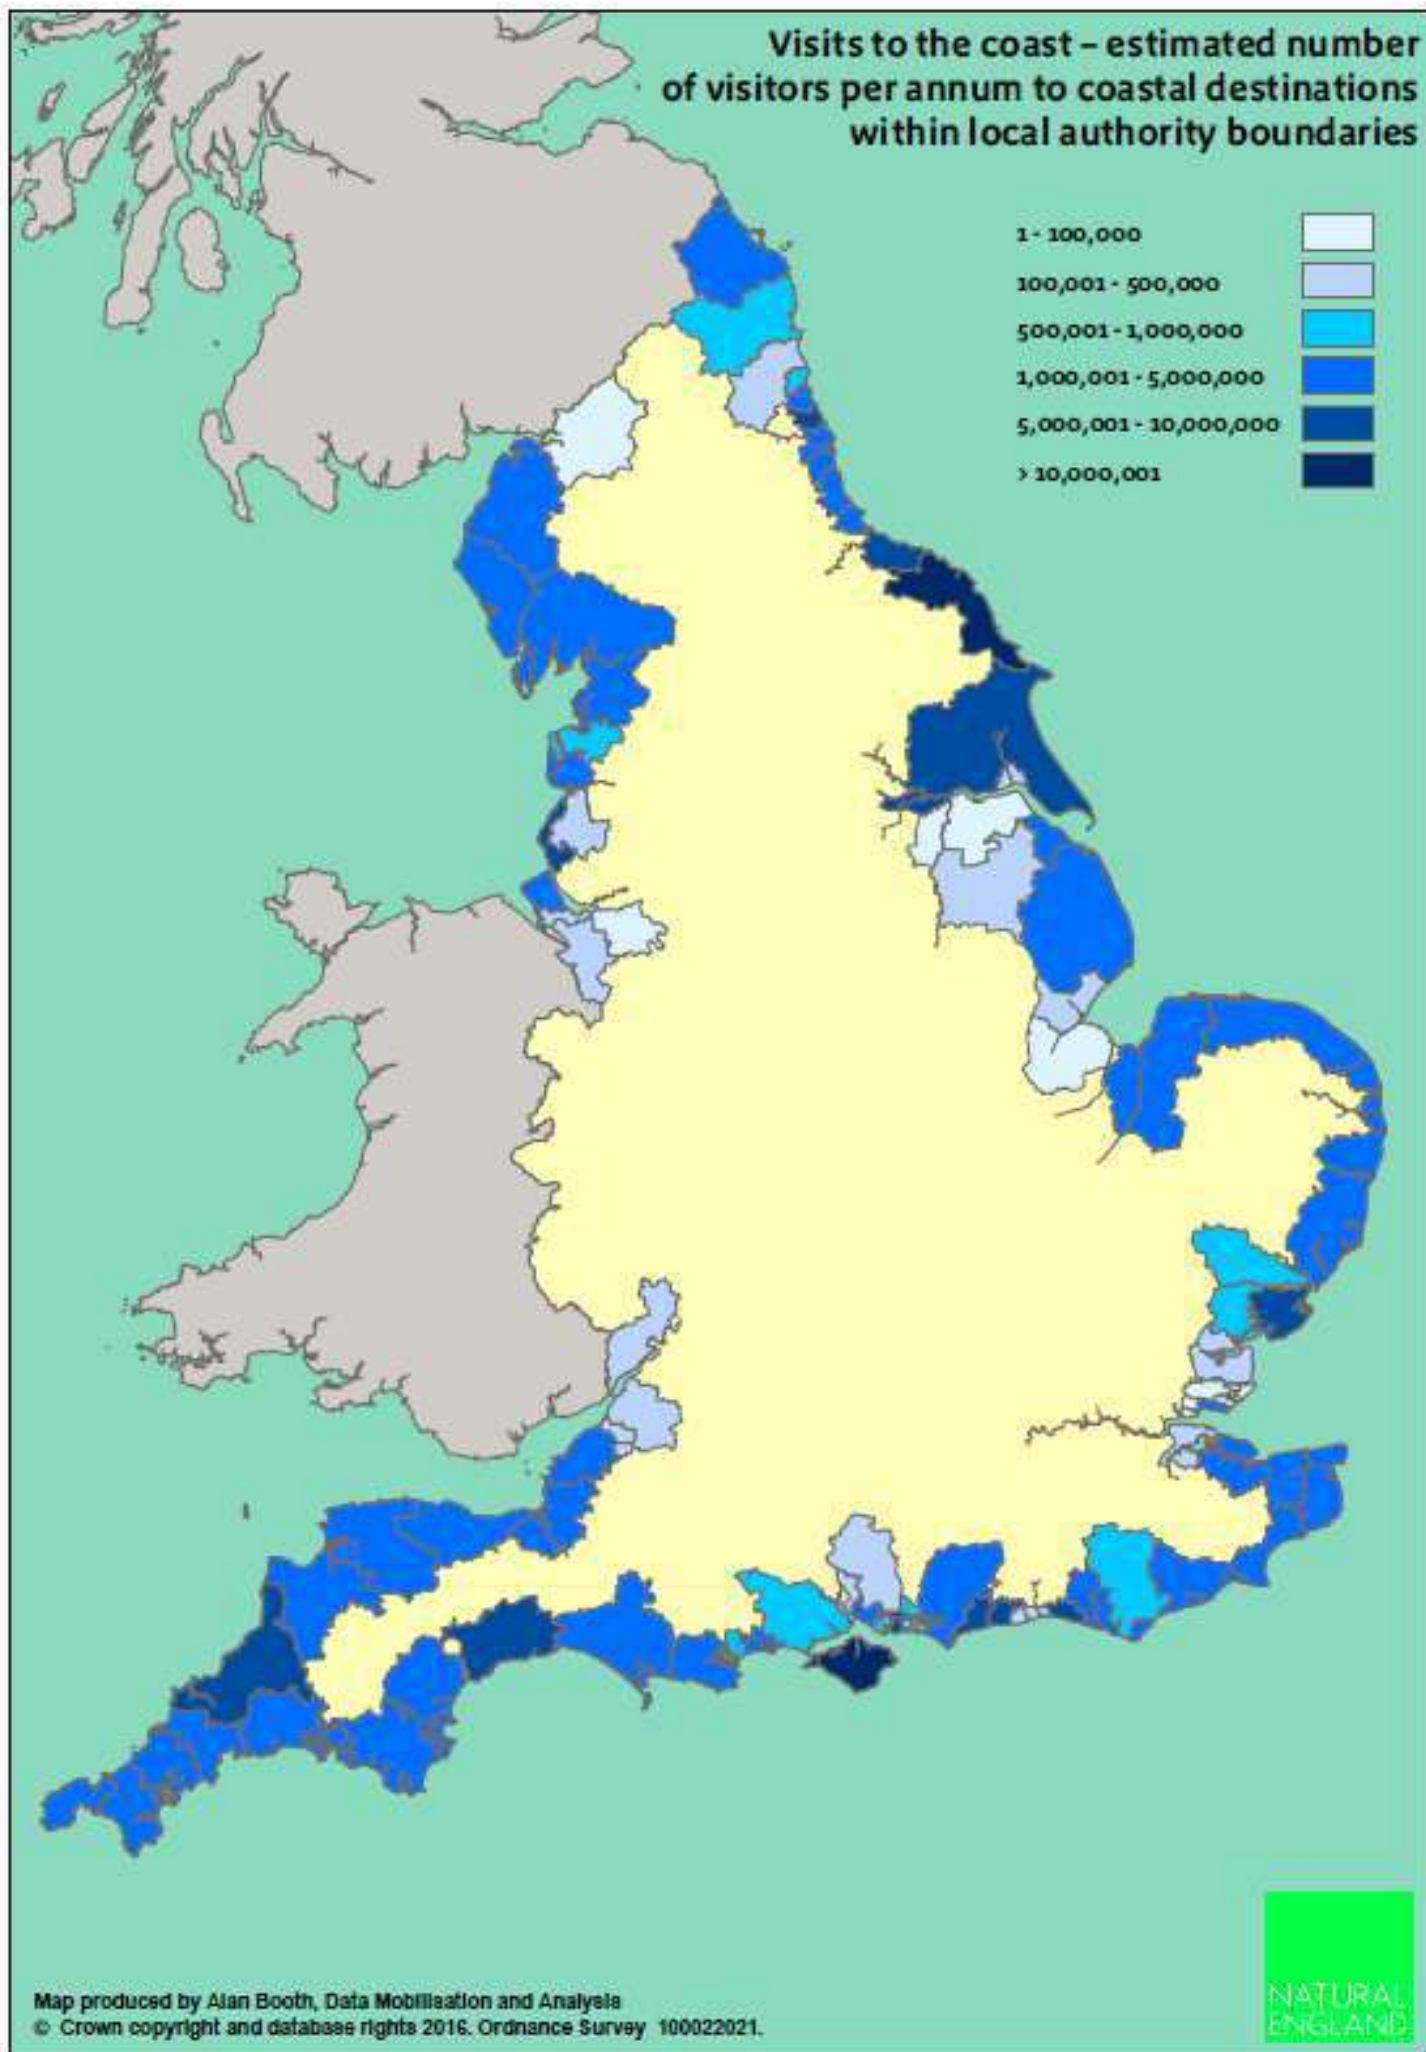 Visits to the coast – estimated number
of visitors per annum to coastal destinations
within local authority boundaries
1 - 100,000
100,001 - 500,000
500,001 - 1,000,000
1,000,001 - 5,000,000
5,000,001 - 10,000,000
> 10,000,001
Map produced by Alan Booth, Data Mobilisation and Analysis
© Crown copyright and database rights 2016. Ordnance Survey 100022021.
NATURAL
ENGLAND